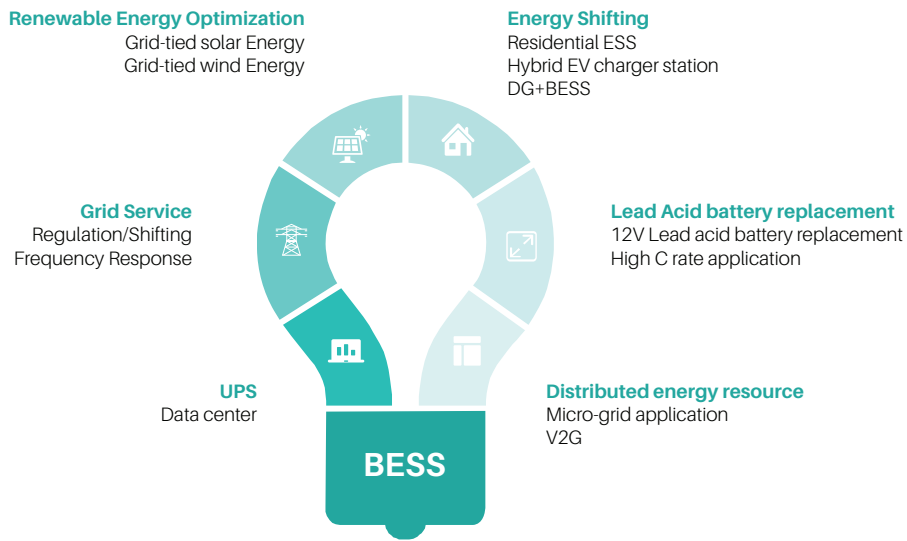 Renewable Energy Optimization
Grid-tied solar Energy
Grid-tied wind Energy
Energy Shifting
Residential ESS
Hybrid EV charger station
DG+BESS
Grid Service
Regulation/Shifting
Frequency Response
Lead Acid battery replacement
12V Lead acid battery replacement
High C rate application
UPS
Data center
Distributed energy resource
Micro-grid application
V2G
BESS